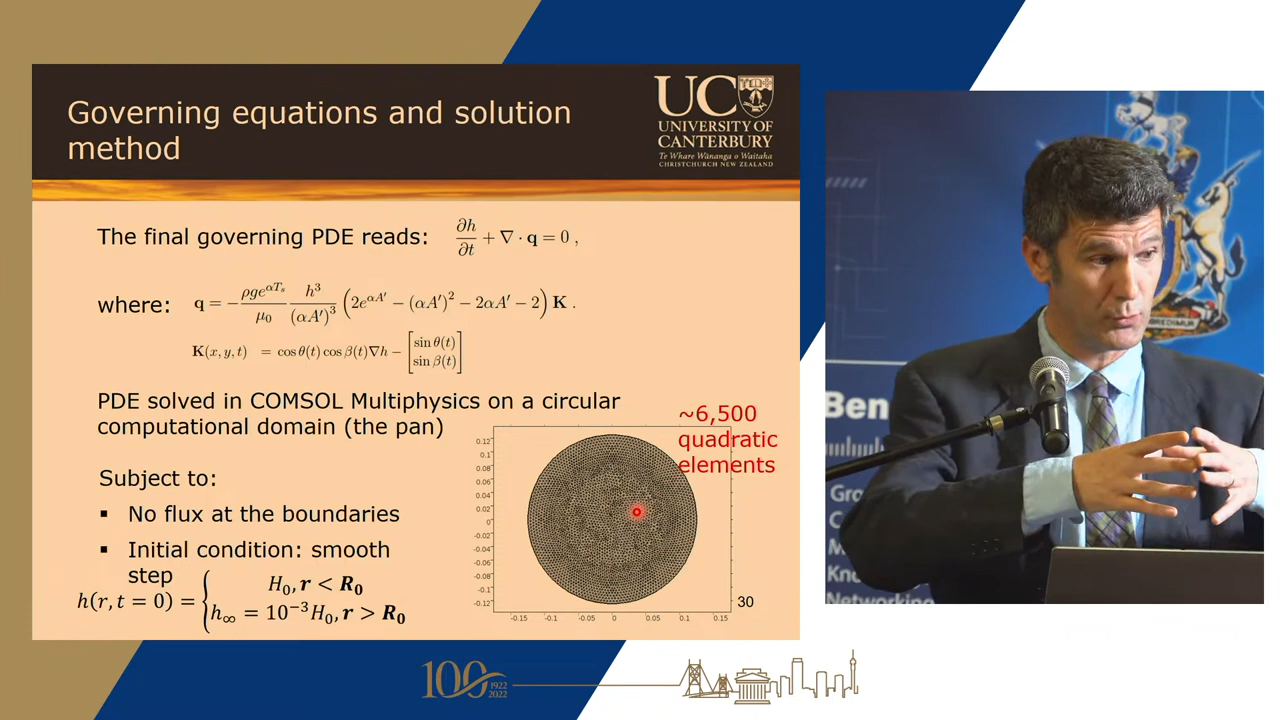 Governing equations and solution
method
UC
UNIVERSITY OF
CANTERBURY
Te Whare Wānanga o Waitaha
CHRISTCHURCH NEW ZEALAND
The final governing PDE reads: ∂h/∂t + ∇ · q = 0 ,
where: q = −(ρge^{αT_s}/μ_0) (h^3/(αA′)^3) (2e^{αA′} − (αA′)^2 − 2αA′ − 2) K .
K(x, y, t) = cos θ(t) cos β(t)∇h − [sin θ(t)
sin β(t)]
PDE solved in COMSOL Multiphysics on a circular
computational domain (the pan)
~6,500
quadratic
elements
Subject to:
▪ No flux at the boundaries
▪ Initial condition: smooth
step
h(r, t = 0) = { H_0, r < R_0
h_∞ = 10^{−3}H_0, r > R_0
0.12
0.1
0.08
0.06
0.04
0.02
0
-0.02
-0.04
-0.06
-0.08
-0.1
-0.12
-0.15 -0.1 -0.05 0 0.05 0.1 0.15
30
Ben
Gro
C
M
Kno
Networking
100 1922
2022